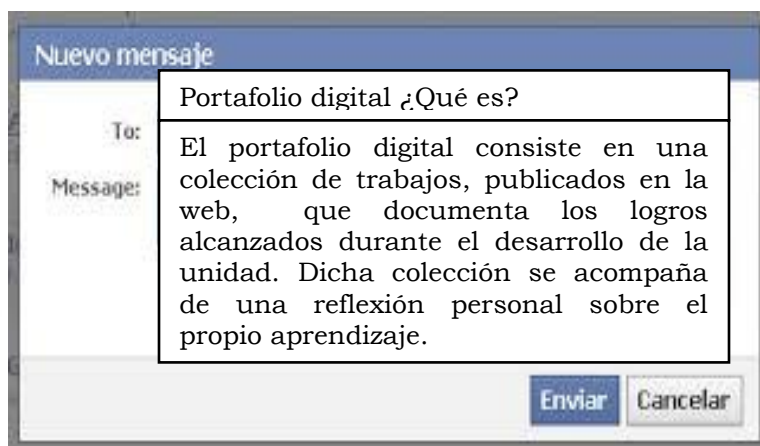 Nuevo mensaje
Portafolio digital ¿Qué es?
To:
El portafolio digital consiste en una
Message:
colección de trabajos, publicados en la
web, que documenta los logros
alcanzados durante el desarrollo de la
unidad. Dicha colección se acompaña
de una reflexión personal sobre el
propio aprendizaje.
Enviar
Cancelar